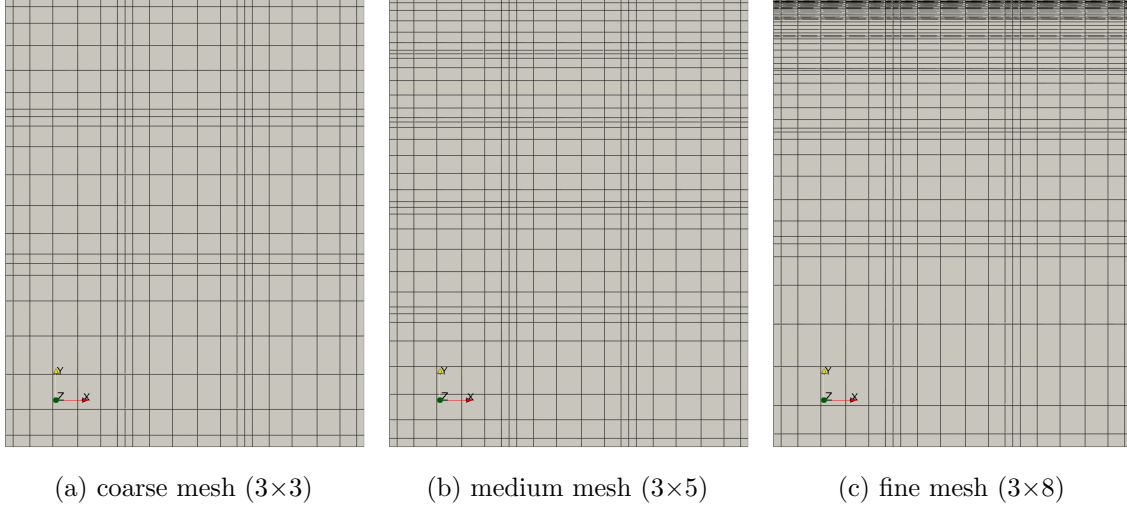 Y
Z
X
Y
Z
X
Y
Z
X
(a) coarse mesh (3×3)
(b) medium mesh (3×5)
(c) fine mesh (3×8)